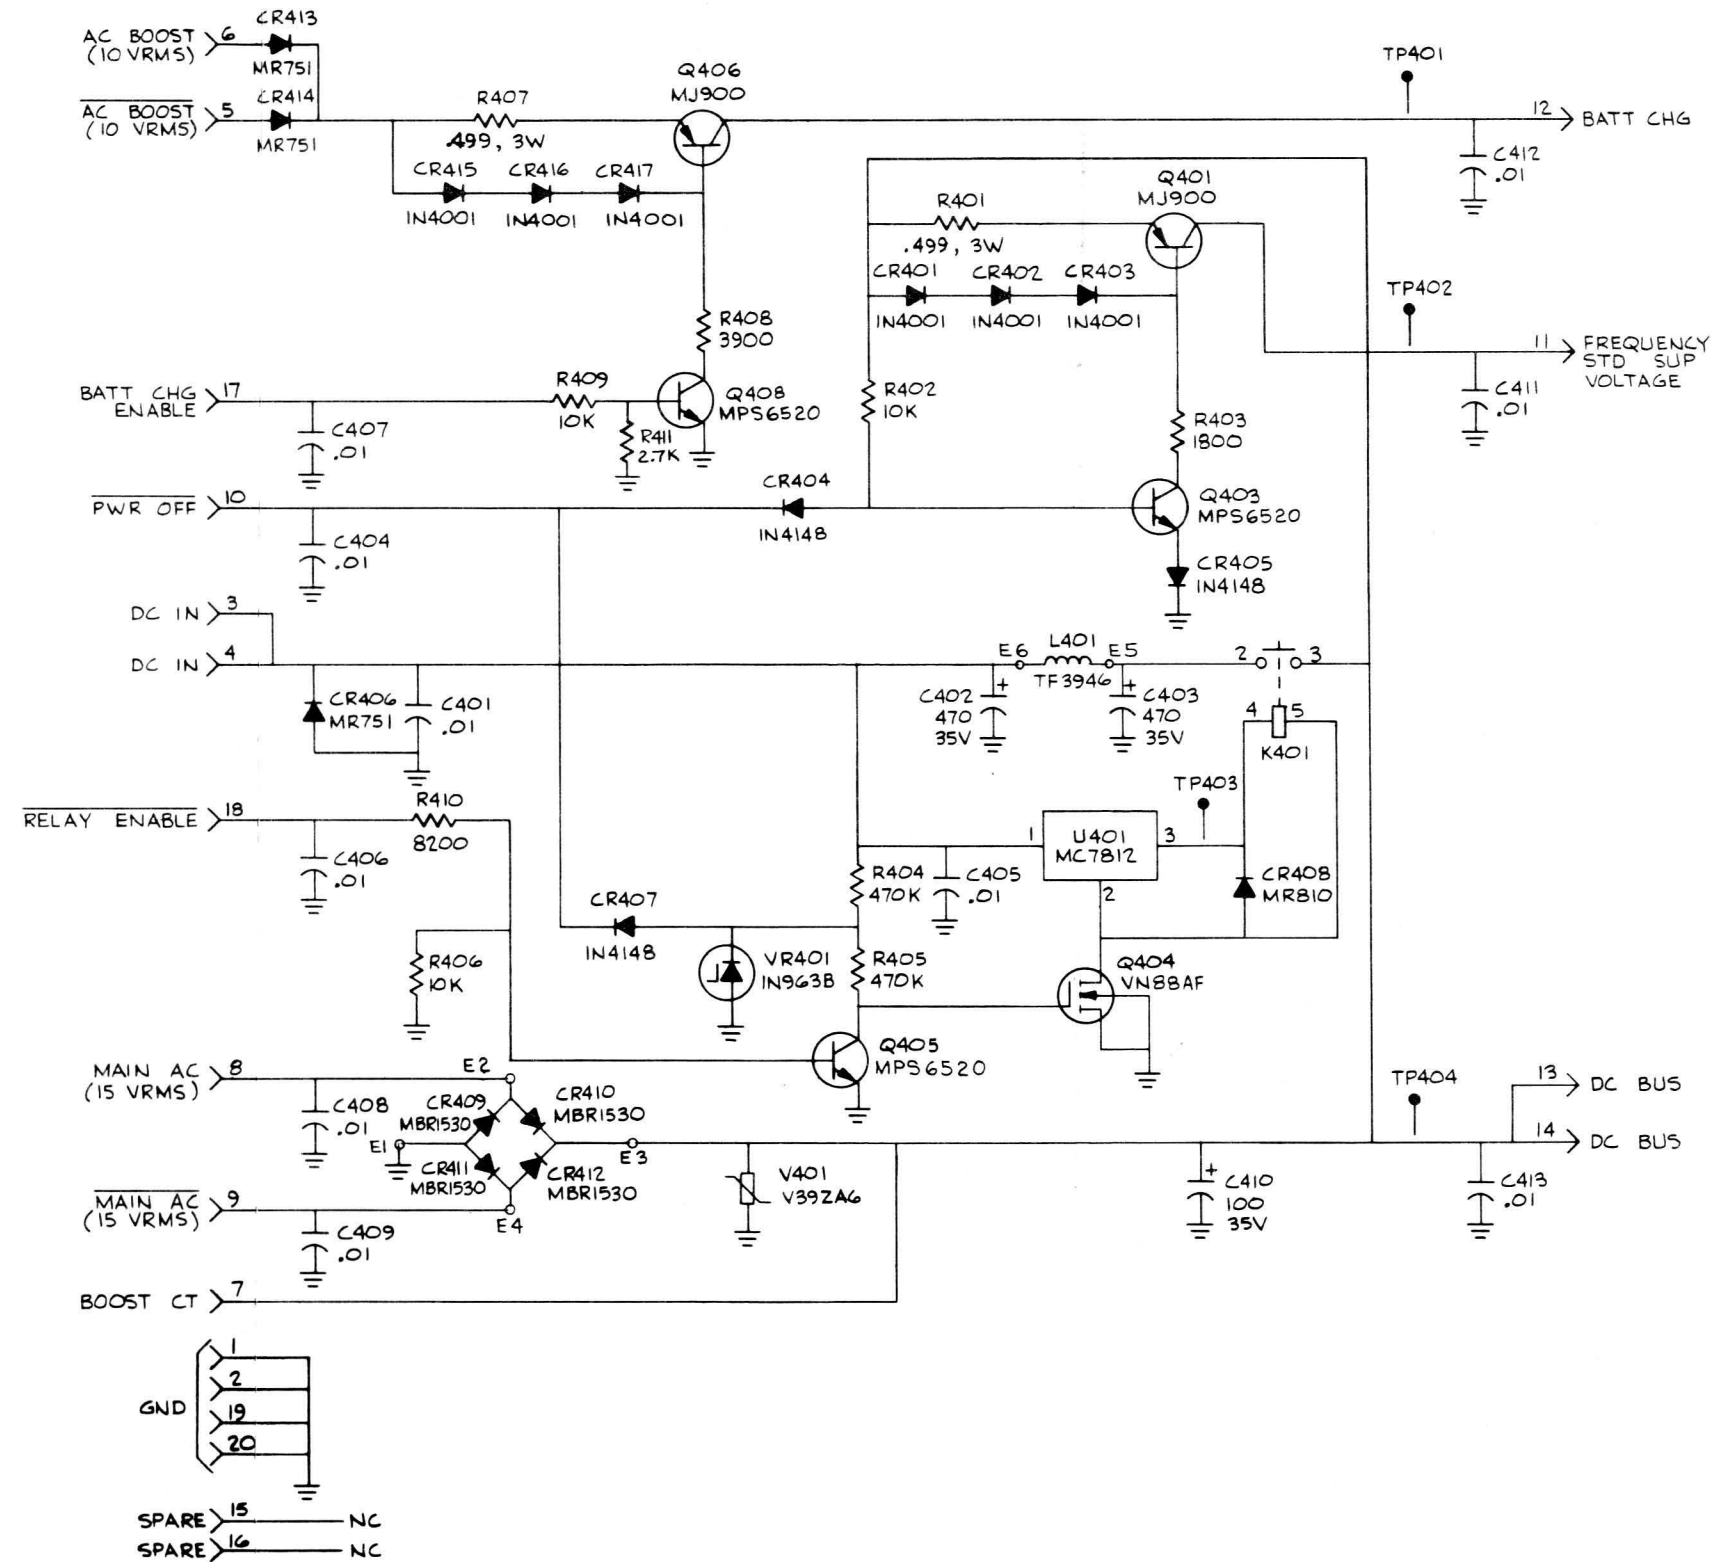 CR413
AC BOOST 6
(10 VRMS)
MR751
CR414
AC BOOST 5
(10 VRMS)
MR751
R407
.499, 3W
Q406
MJ900
CR415
CR416
CR417
IN4001
IN4001
IN4001
TP401
12 BATT CHG
C412
.01
Q401
MJ900
R401
.499, 3W
CR401
CR402
CR403
IN4001
IN4001
IN4001
TP402
11 FREQUENCY
STD SUP
VOLTAGE
C411
.01
R408
3900
BATT CHG 17
ENABLE
C407
.01
R409
10K
R411
2.7K
Q408
MPS6520
R402
10K
R403
1800
PWR OFF 10
C404
.01
CR404
IN4148
Q403
MPS6520
CR405
IN4148
DC IN 3
DC IN 4
CR406
MR751
C401
.01
E6 L401 E5
TF3946
C402
470
35V
C403
470
35V
2 3
4 5
K401
TP403
RELAY ENABLE 18
R410
8200
C406
.01
1 U401 3
MC7812
2
R404
470K
C405
.01
CR408
MR810
CR407
IN4148
VR401
IN963B
R405
470K
R406
10K
Q404
VN88AF
Q405
MPS6520
MAIN AC 8
(15 VRMS)
C408
.01
E2
CR409
MBR1530
CR410
MBR1530
E1
CR411
MBR1530
CR412
MBR1530
E3
E4
MAIN AC 9
(15 VRMS)
C409
.01
V401
V392A6
TP404
13 DC BUS
14 DC BUS
C410
100
35V
C413
.01
BOOST CT 7
GND
1
2
19
20
SPARE 15 NC
SPARE 16 NC